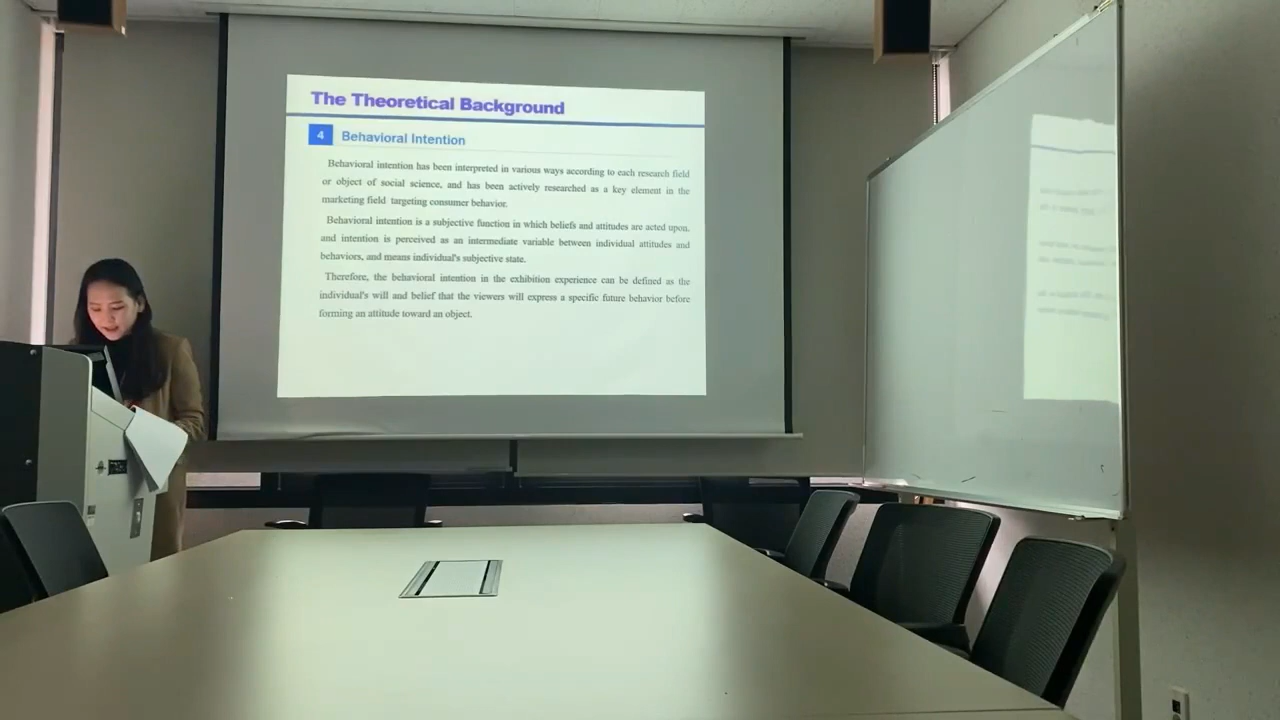 The Theoretical Background
4 Behavioral Intention
Behavioral intention has been interpreted in various ways according to each research field
or object of social science, and has been actively researched as a key element in the
marketing field targeting consumer behavior.
Behavioral intention is a subjective function in which beliefs and attitudes are acted upon,
and intention is perceived as an intermediate variable between individual attitudes and
behaviors, and means individual's subjective state.
Therefore, the behavioral intention in the exhibition experience can be defined as the
individual's will and belief that the viewers will express a specific future behavior before
forming an attitude toward an object.